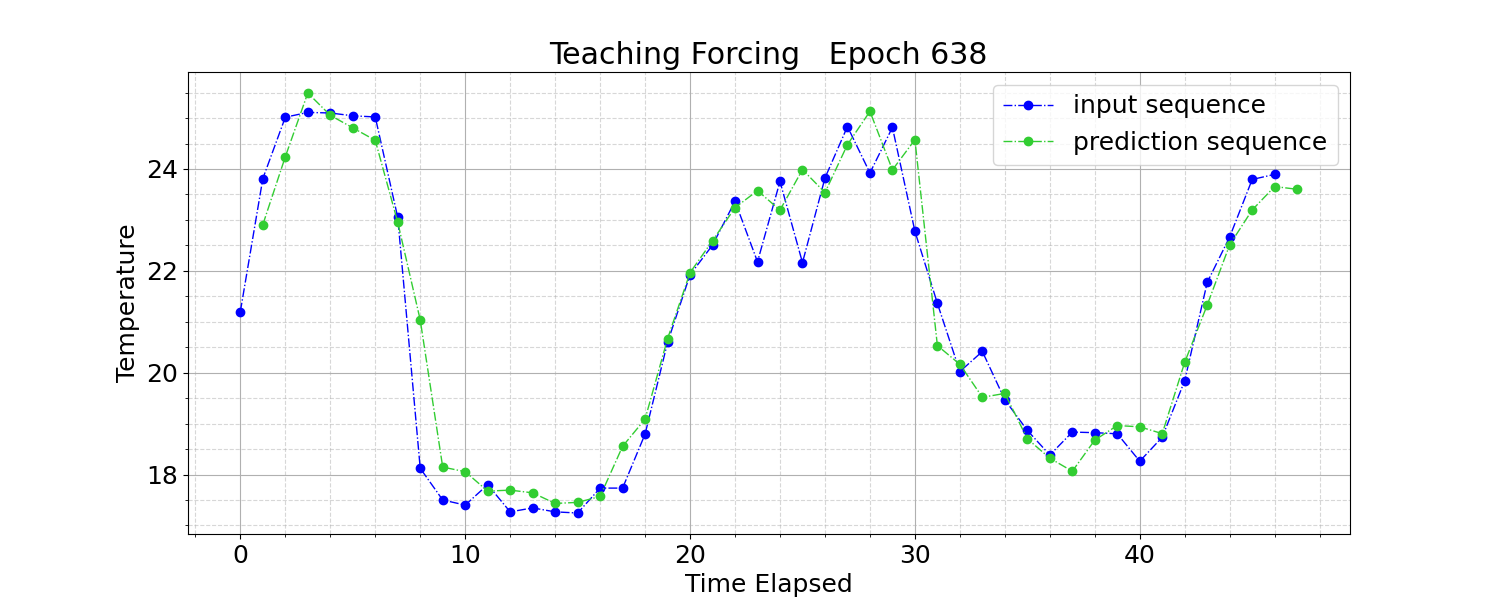 Teaching Forcing   Epoch 638
input sequence
prediction sequence
Temperature
24
22
20
18
0 10 20 30 40
Time Elapsed